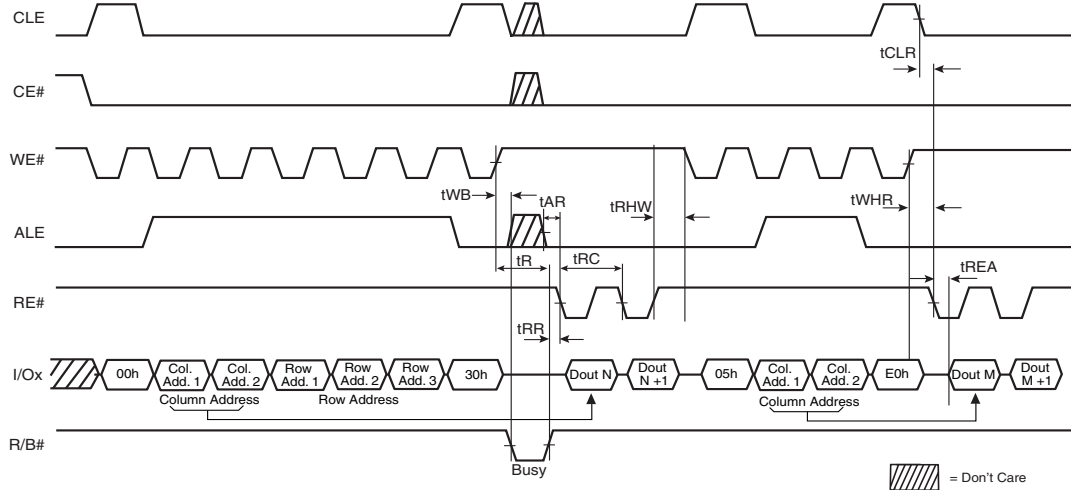 CLE
tCLR
CE#
WE#
tWB
tAR
tRHW
tWHR
ALE
tR
tRC
tREA
RE#
tRR
I/Ox
00h
Col. Add. 1
Col. Add. 2
Row Add. 1
Row Add. 2
Row Add. 3
30h
Dout N
Dout N +1
05h
Col. Add. 1
Col. Add. 2
E0h
Dout M
Dout M +1
Column Address
Row Address
Column Address
R/B#
Busy
= Don't Care